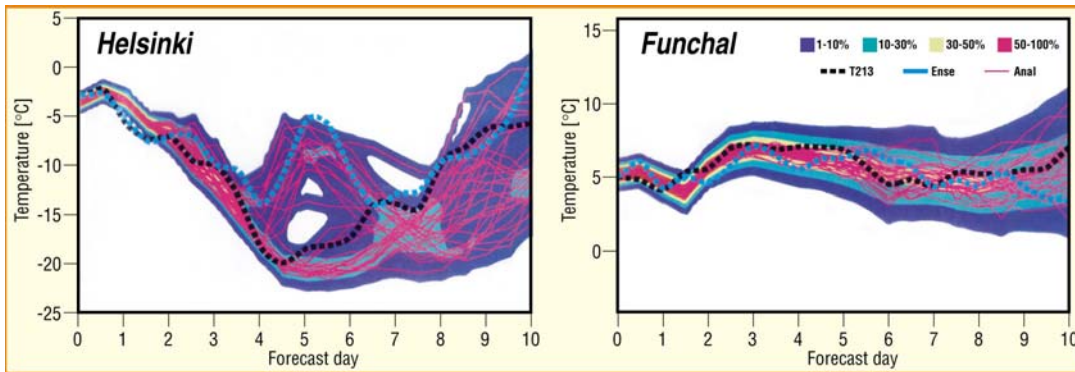 Helsinki
Temperature [°C]
5
0
-5
-10
-15
-20
-25
0 1 2 3 4 5 6 7 8 9 10
Forecast day
Funchal
1-10% 10-30% 30-50% 50-100%
T213 Ense Anal
Temperature [°C]
15
10
5
0
0 1 2 3 4 5 6 7 8 9 10
Forecast day